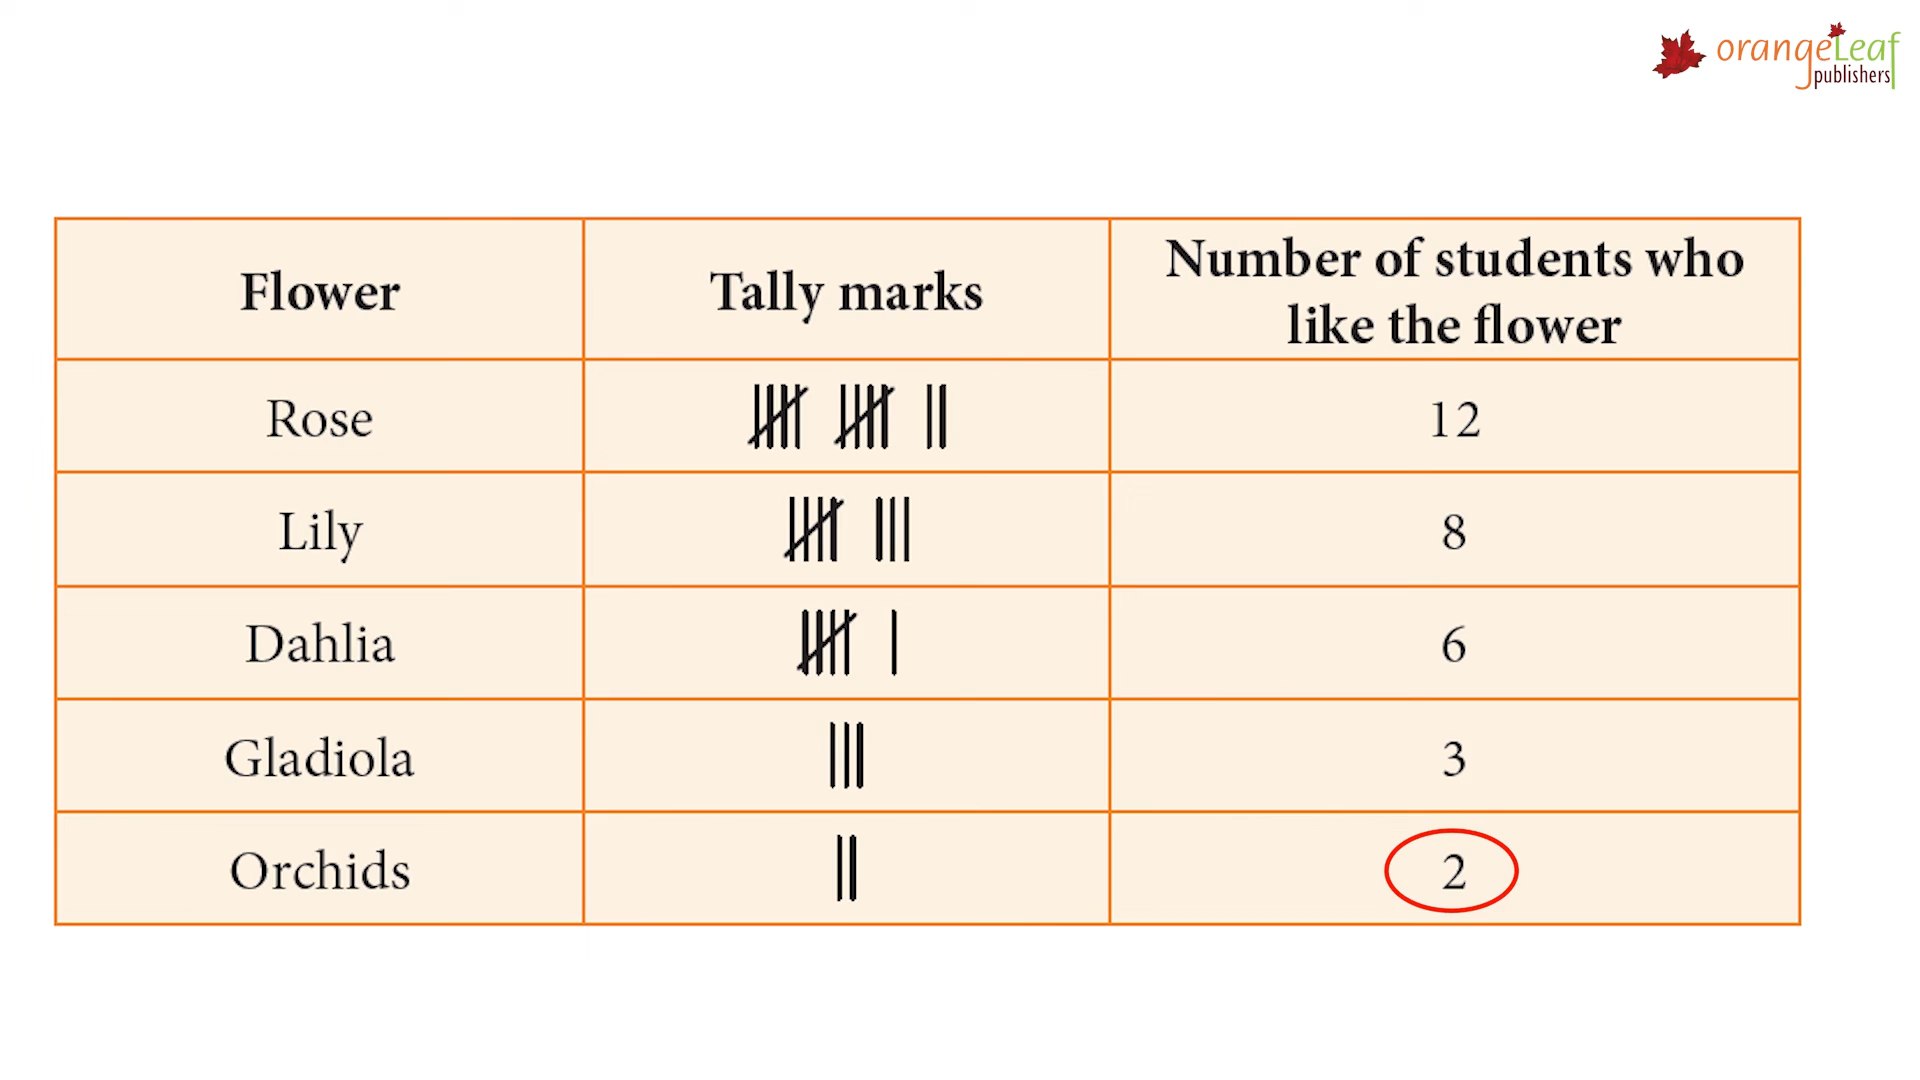 orangeLeaf
publishers
Flower
Tally marks
Number of students who
like the flower
Rose
12
Lily
8
Dahlia
6
Gladiola
3
Orchids
2